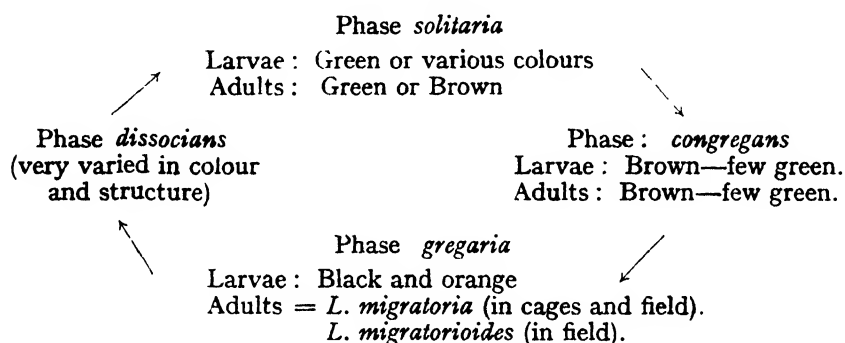 Phase solitaria
Larvae : Green or various colours
Adults : Green or Brown
Phase dissocians
(very varied in colour
and structure)
Phase : congregans
Larvae : Brown—few green.
Adults : Brown—few green.
Phase gregaria
Larvae : Black and orange
Adults = L. migratoria (in cages and field).
L. migratorioides (in field).